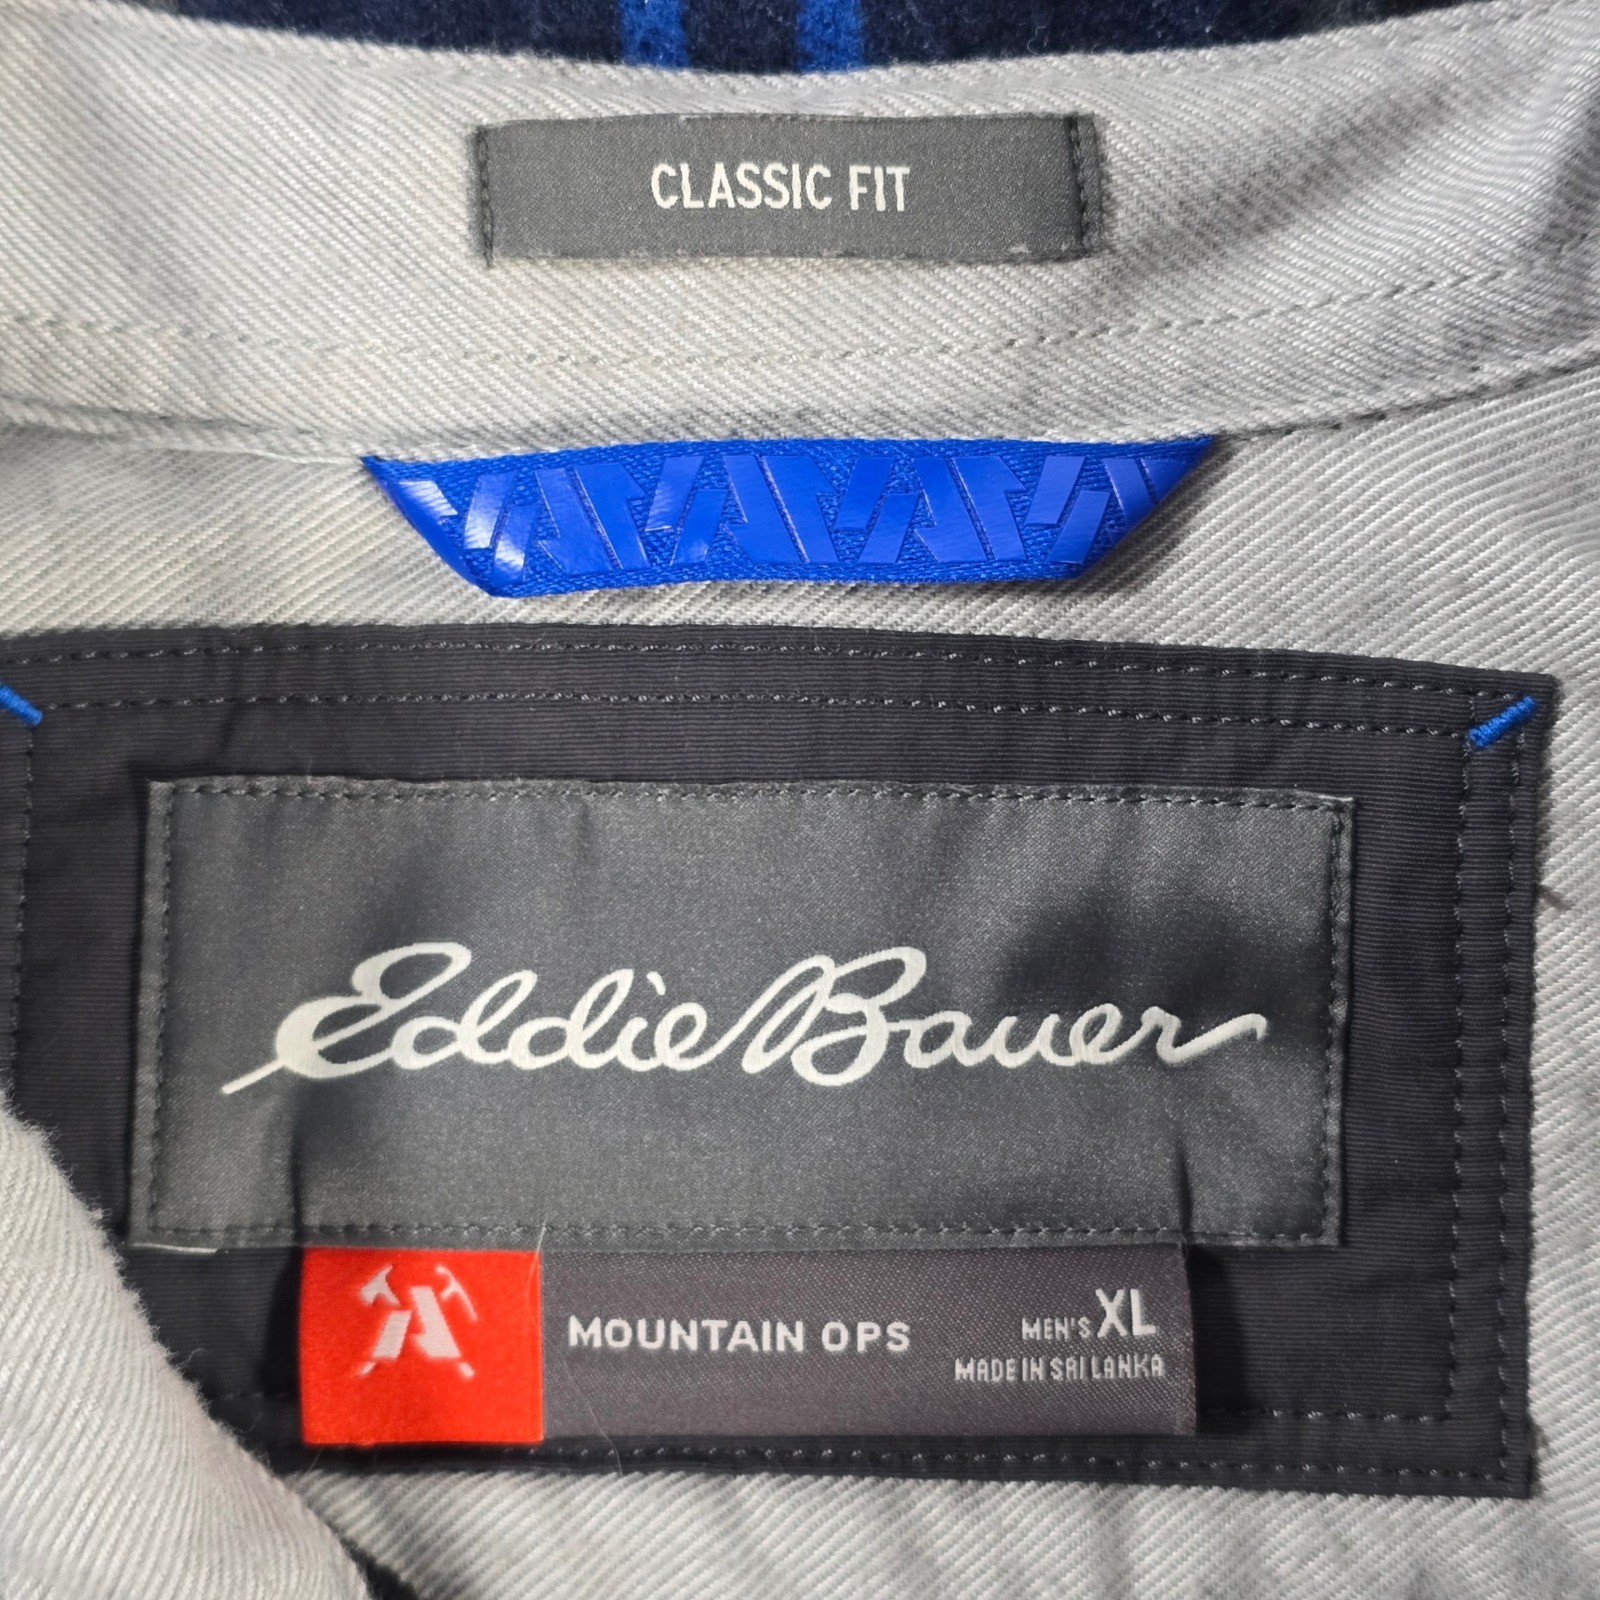 CLASSIC FIT
Eddie Bauer
MOUNTAIN OPS
MEN'S XL
MADE IN SRI LANKA